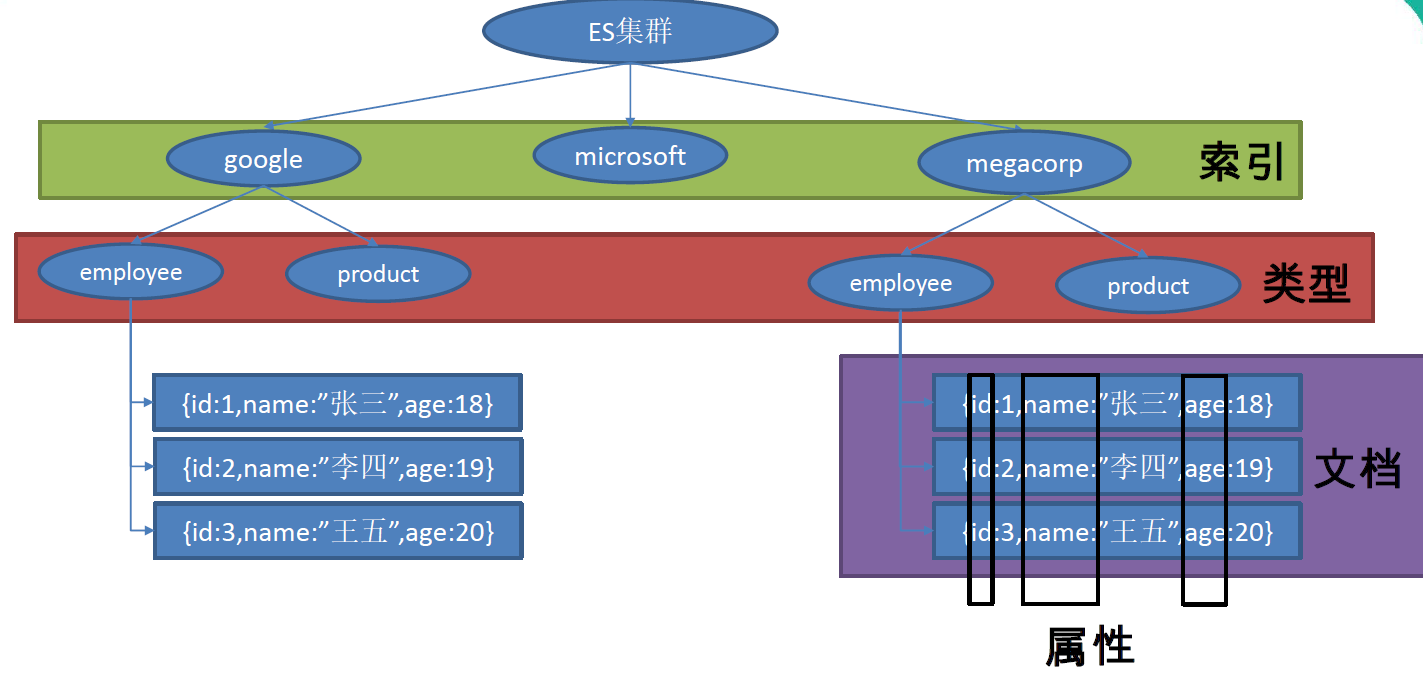 ES集群
google
microsoft
megacorp
索引
employee
product
employee
product
类型
{id:1,name:”张三”,age:18}
{id:2,name:”李四”,age:19}
{id:3,name:”王五”,age:20}
{id:1,name:”张三”,age:18}
{id:2,name:”李四”,age:19}
{id:3,name:”王五”,age:20}
文档
属性